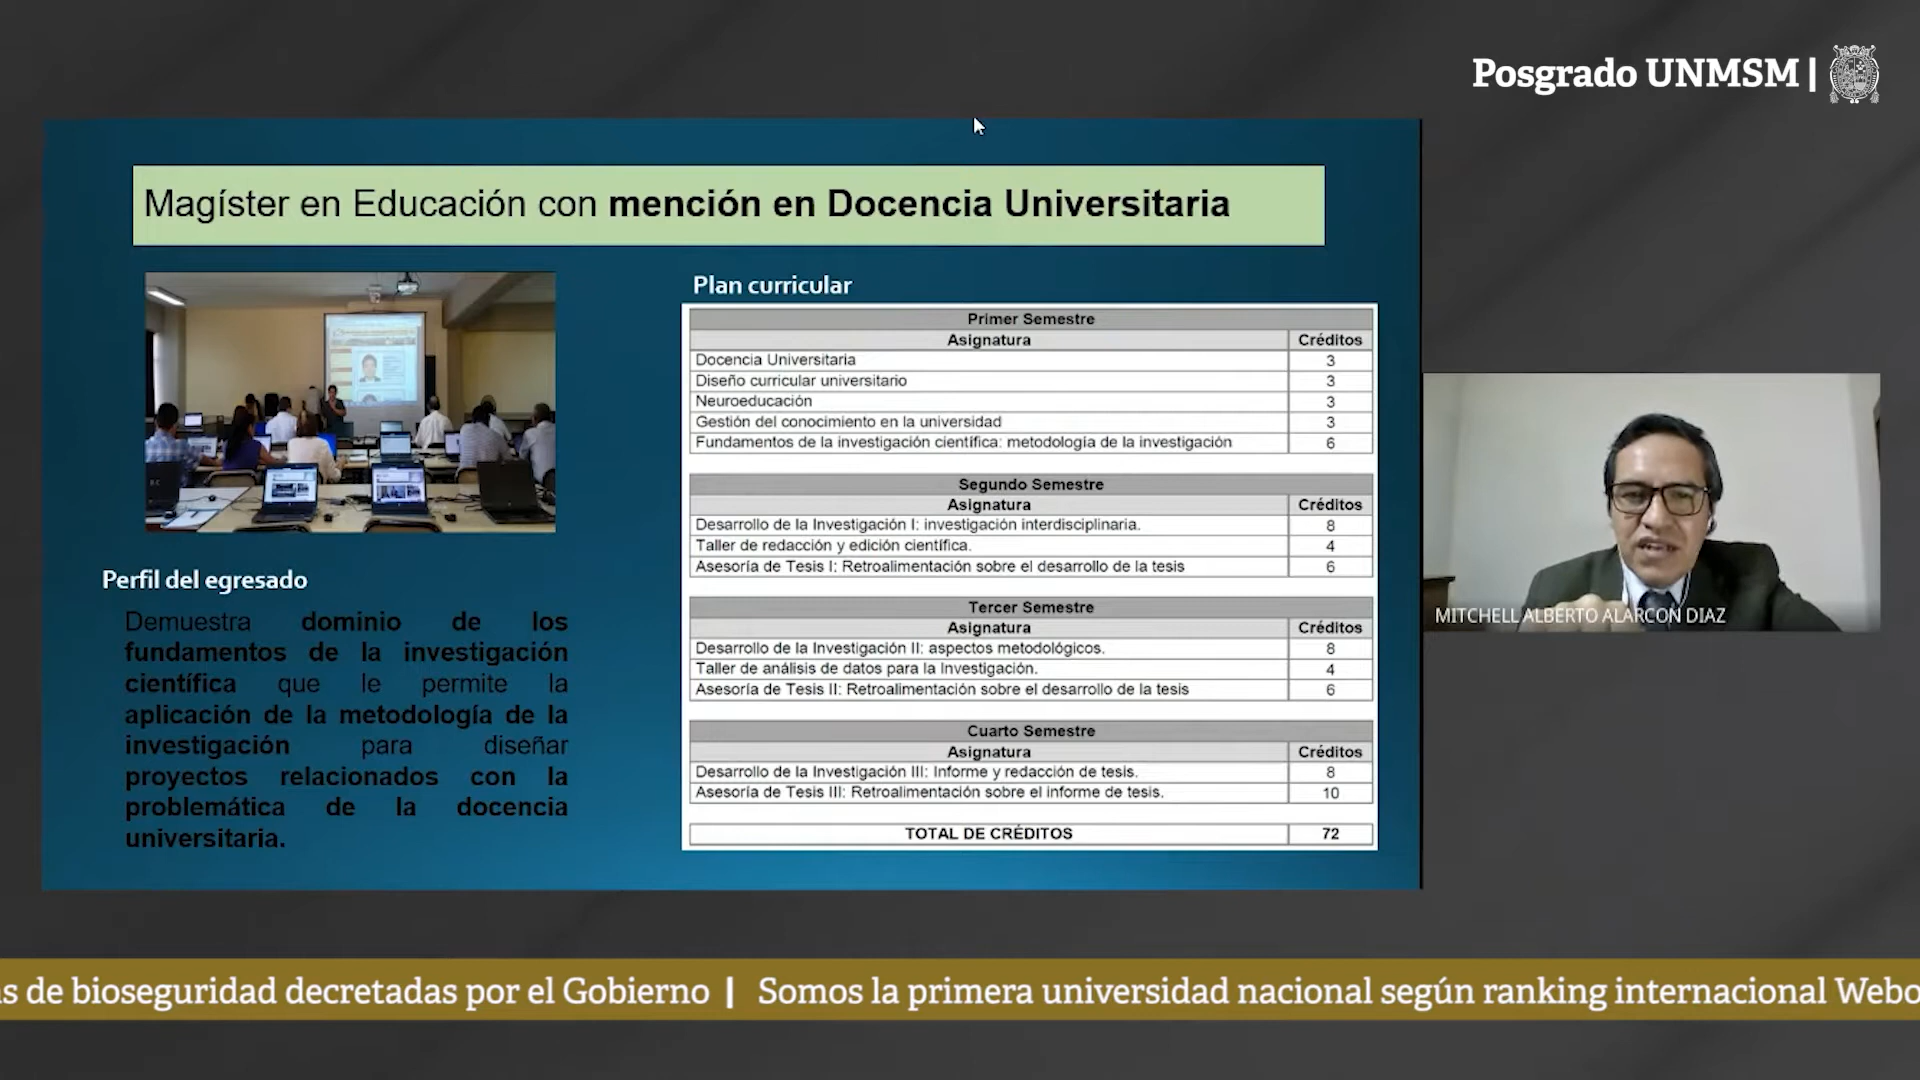 Posgrado UNMSM |
Magíster en Educación con mención en Docencia Universitaria
Plan curricular
Primer Semestre
Asignatura Créditos
Docencia Universitaria 3
Diseño curricular universitario 3
Neuroeducación 3
Gestión del conocimiento en la universidad 3
Fundamentos de la investigación científica: metodología de la investigación 6
Segundo Semestre
Asignatura Créditos
Desarrollo de la Investigación I: investigación interdisciplinaria. 8
Taller de redacción y edición científica. 4
Asesoría de Tesis I: Retroalimentación sobre el desarrollo de la tesis 6
Tercer Semestre
Asignatura Créditos
Desarrollo de la Investigación II: aspectos metodológicos. 8
Taller de análisis de datos para la Investigación. 4
Asesoría de Tesis II: Retroalimentación sobre el desarrollo de la tesis 6
Cuarto Semestre
Asignatura Créditos
Desarrollo de la Investigación III: Informe y redacción de tesis. 8
Asesoría de Tesis III: Retroalimentación sobre el informe de tesis. 10
TOTAL DE CRÉDITOS 72
Perfil del egresado
Demuestra dominio de los
fundamentos de la investigación
científica que le permite la
aplicación de la metodología de la
investigación para diseñar
proyectos relacionados con la
problemática de la docencia
universitaria.
MITCHELL ALBERTO ALARCON DIAZ
s de bioseguridad decretadas por el Gobierno | Somos la primera universidad nacional según ranking internacional Webo